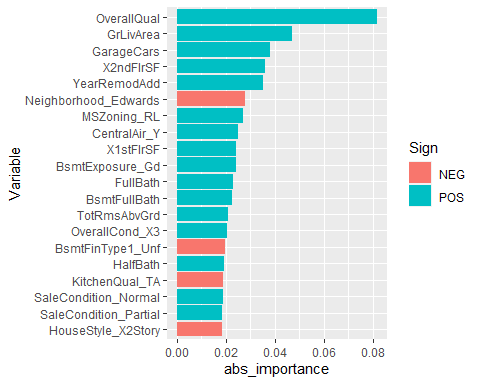 OverallQual
GrLivArea
GarageCars
X2ndFlrSF
YearRemodAdd
Neighborhood_Edwards
MSZoning_RL
CentralAir_Y
X1stFlrSF
BsmtExposure_Gd
FullBath
BsmtFullBath
TotRmsAbvGrd
OverallCond_X3
BsmtFinType1_Unf
HalfBath
KitchenQual_TA
SaleCondition_Normal
SaleCondition_Partial
HouseStyle_X2Story
Variable
0.00 0.02 0.04 0.06 0.08
abs_importance
Sign
NEG
POS